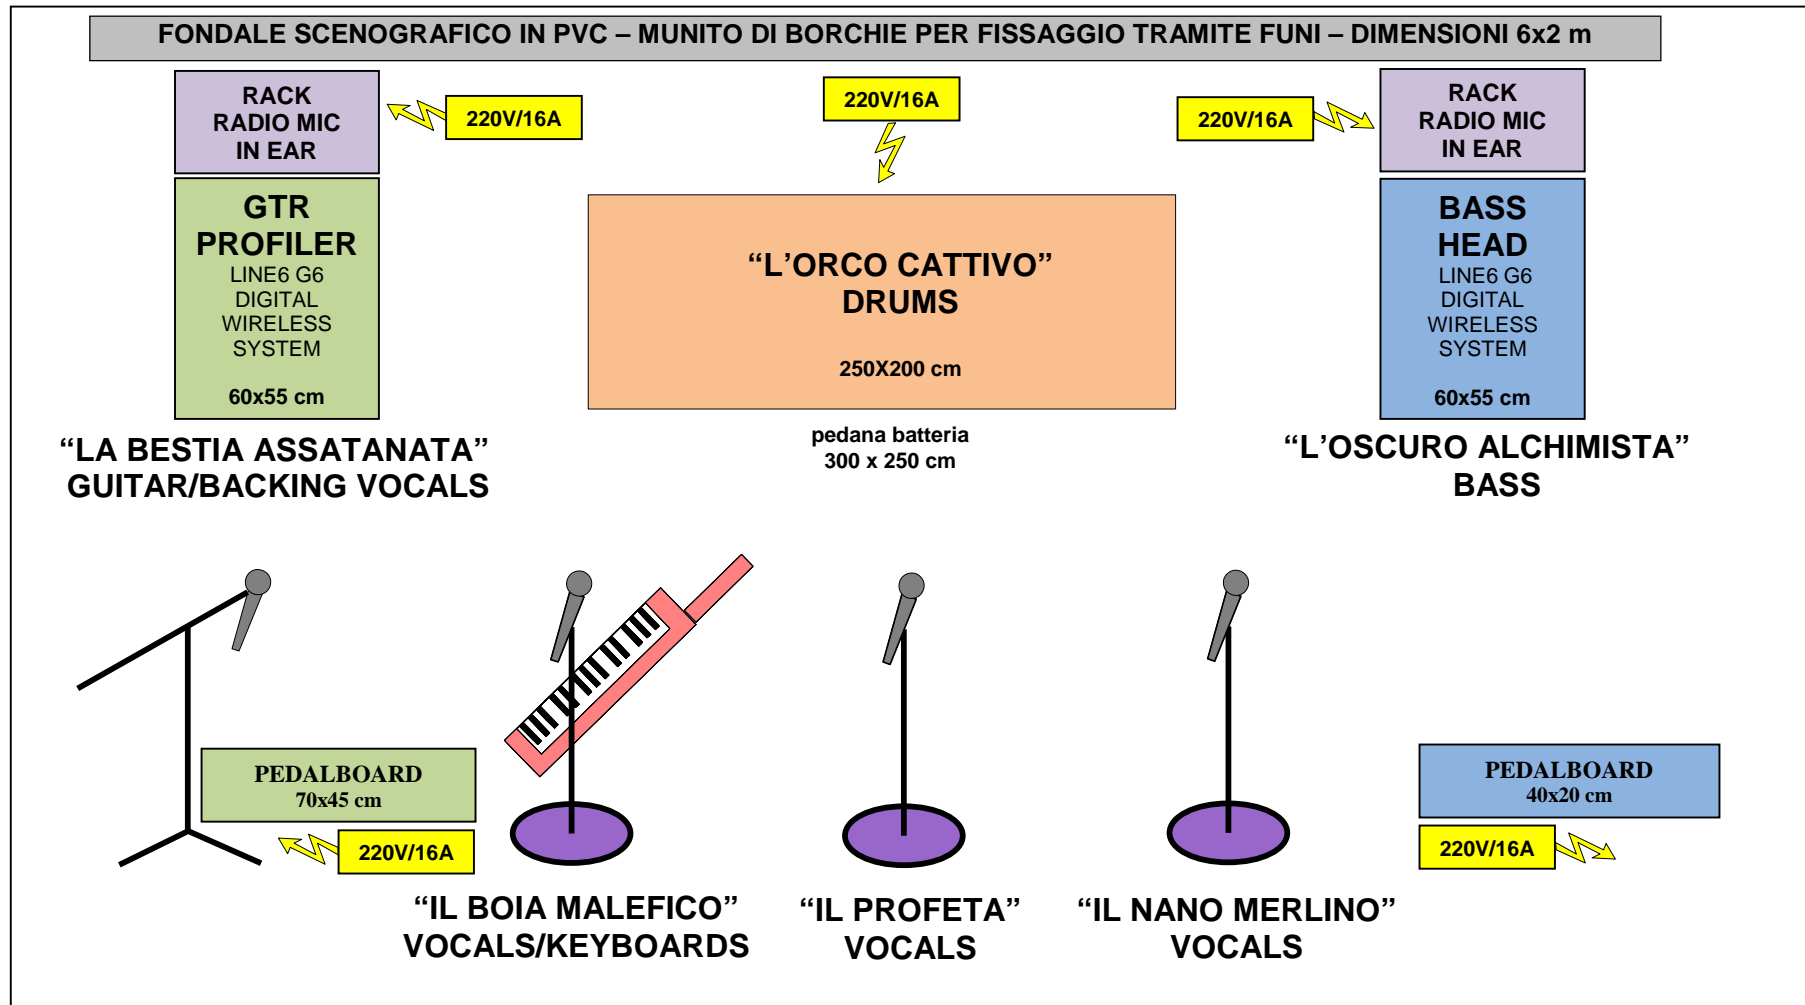 FONDALE SCENOGRAFICO IN PVC – MUNITO DI BORCHIE PER FISSAGGIO TRAMITE FUNI – DIMENSIONI 6x2 m
RACK
RADIO MIC
IN EAR
220V/16A
220V/16A
220V/16A
RACK
RADIO MIC
IN EAR
GTR
PROFILER
LINE6 G6
DIGITAL
WIRELESS
SYSTEM
60x55 cm
“L’ORCO CATTIVO”
DRUMS
250X200 cm
BASS
HEAD
LINE6 G6
DIGITAL
WIRELESS
SYSTEM
60x55 cm
“LA BESTIA ASSATANATA”
GUITAR/BACKING VOCALS
pedana batteria
300 x 250 cm
“L’OSCURO ALCHIMISTA”
BASS
PEDALBOARD
70x45 cm
220V/16A
PEDALBOARD
40x20 cm
220V/16A
“IL BOIA MALEFICO”
VOCALS/KEYBOARDS
“IL PROFETA”
VOCALS
“IL NANO MERLINO”
VOCALS